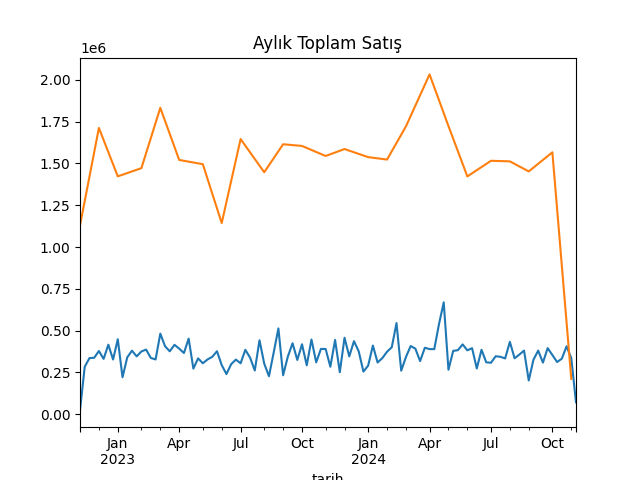 Aylık Toplam Satış
1e6
2.00
1.75
1.50
1.25
1.00
0.75
0.50
0.25
0.00
Jan Apr Jul Oct Jan Apr Jul Oct
2023 2024
tarih